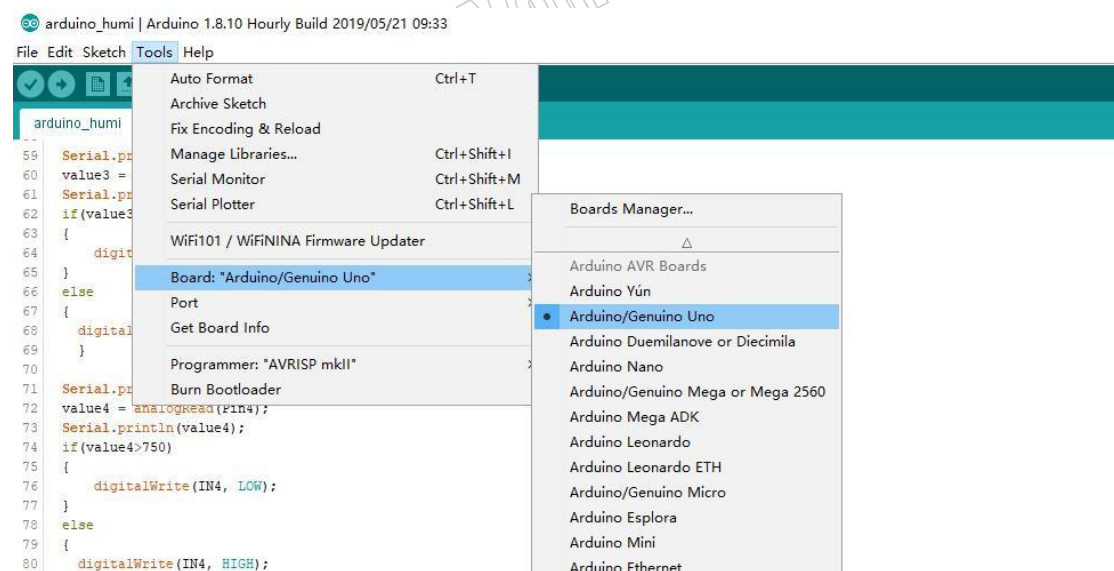 arduino_humi | Arduino 1.8.10 Hourly Build 2019/05/21 09:33
File Edit Sketch Tools Help
arduino_humi
Auto Format Ctrl+T
Archive Sketch
Fix Encoding & Reload
Manage Libraries... Ctrl+Shift+I
Serial Monitor Ctrl+Shift+M
Serial Plotter Ctrl+Shift+L
WiFi101 / WiFiNINA Firmware Updater
Board: "Arduino/Genuino Uno"
Port
Get Board Info
Programmer: "AVRISP mkII"
Burn Bootloader
Boards Manager...
Arduino AVR Boards
Arduino Yún
Arduino/Genuino Uno
Arduino Duemilanove or Diecimila
Arduino Nano
Arduino/Genuino Mega or Mega 2560
Arduino Mega ADK
Arduino Leonardo
Arduino Leonardo ETH
Arduino/Genuino Micro
Arduino Esplora
Arduino Mini
Arduino Ethernet
59 Serial.pr
60 value3 =
61 Serial.pr
62 if(value3
63 {
64 digit
65 }
66 else
67 {
68 digital
69 }
70
71 Serial.pr
72 value4 = analogRead(Pin4);
73 Serial.println(value4);
74 if(value4>750)
75 {
76 digitalWrite(IN4, LOW);
77 }
78 else
79 {
80 digitalWrite(IN4, HIGH);